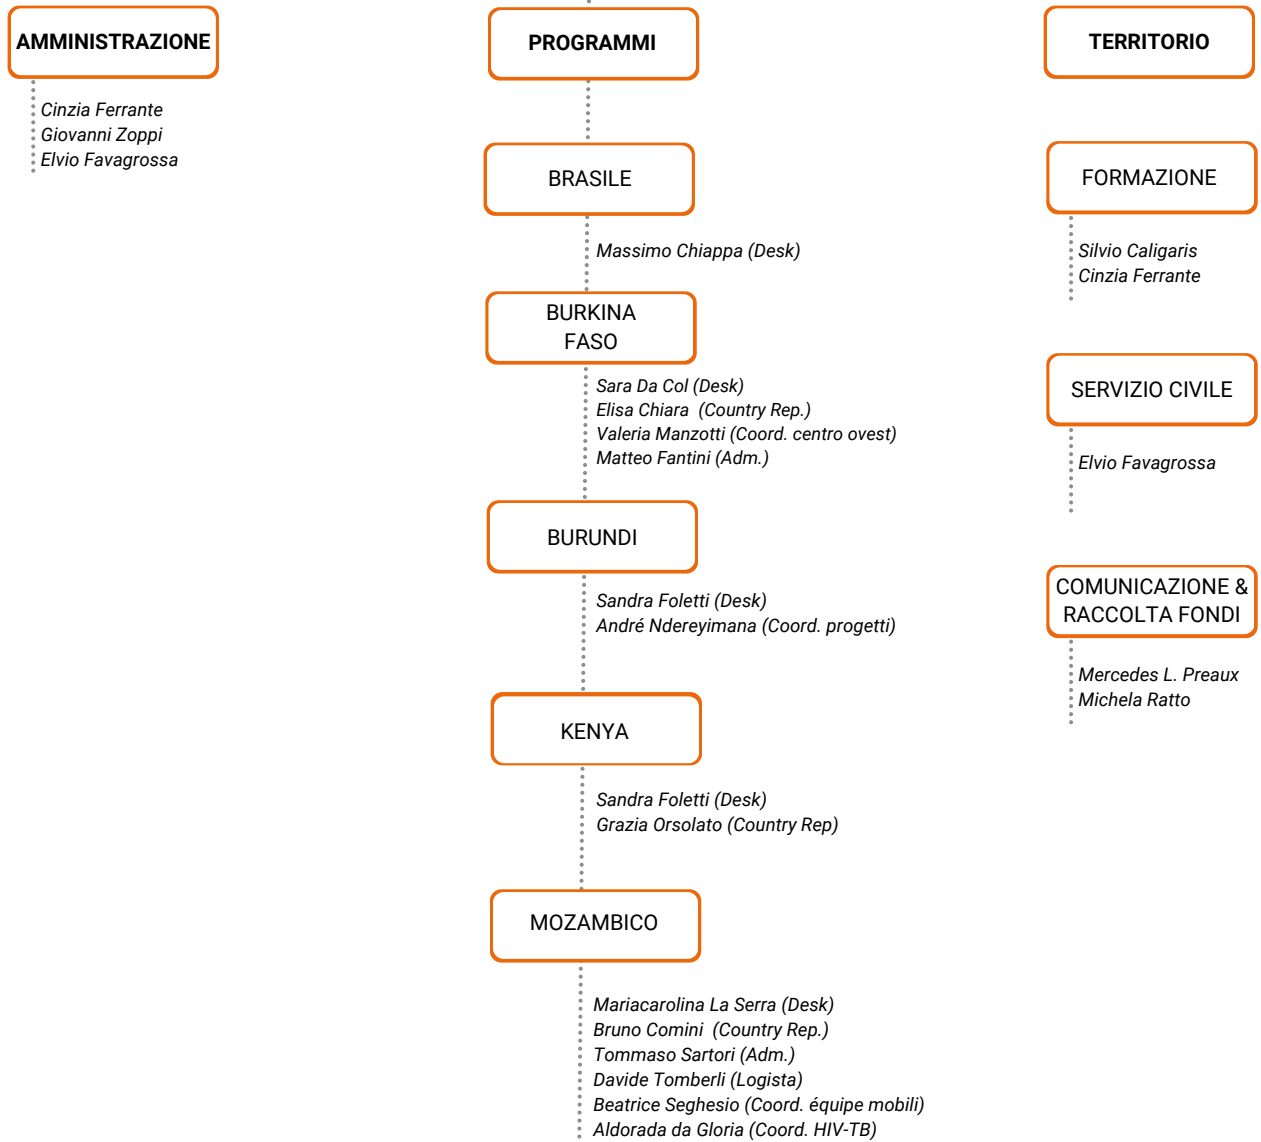 AMMINISTRAZIONE
Cinzia Ferrante
Giovanni Zoppi
Elvio Favagrossa
PROGRAMMI
BRASILE
Massimo Chiappa (Desk)
BURKINA
FASO
Sara Da Col (Desk)
Elisa Chiara (Country Rep.)
Valeria Manzotti (Coord. centro ovest)
Matteo Fantini (Adm.)
BURUNDI
Sandra Foletti (Desk)
André Ndereyimana (Coord. progetti)
KENYA
Sandra Foletti (Desk)
Grazia Orsolato (Country Rep)
MOZAMBICO
Mariacarolina La Serra (Desk)
Bruno Comini (Country Rep.)
Tommaso Sartori (Adm.)
Davide Tomberli (Logista)
Beatrice Seghesio (Coord. équipe mobili)
Aldorada da Gloria (Coord. HIV-TB)
TERRITORIO
FORMAZIONE
Silvio Caligaris
Cinzia Ferrante
SERVIZIO CIVILE
Elvio Favagrossa
COMUNICAZIONE &
RACCOLTA FONDI
Mercedes L. Preaux
Michela Ratto